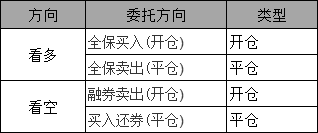 方向 委托方向 类型
看多 全保买入(开仓) 开仓
全保卖出(平仓) 平仓
看空 融券卖出(开仓) 开仓
买入还券(平仓) 平仓